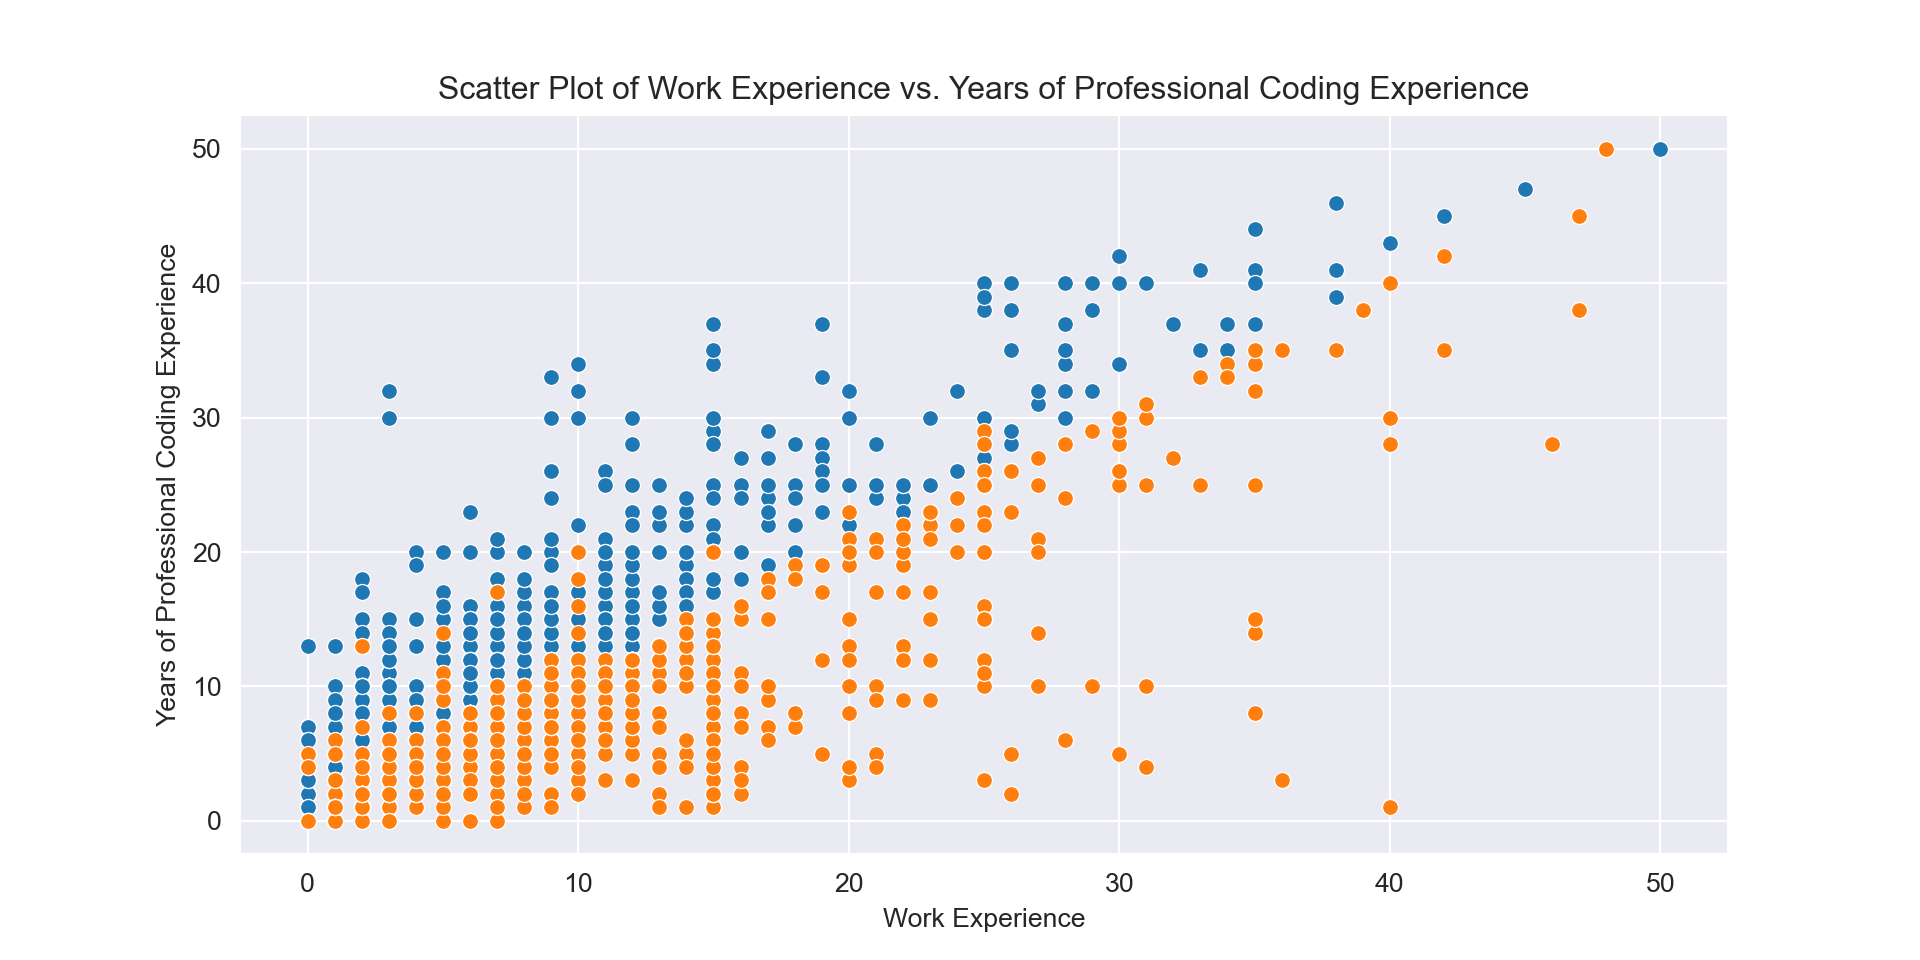 Scatter Plot of Work Experience vs. Years of Professional Coding Experience
Years of Professional Coding Experience
50
40
30
20
10
0
0 10 20 30 40 50
Work Experience